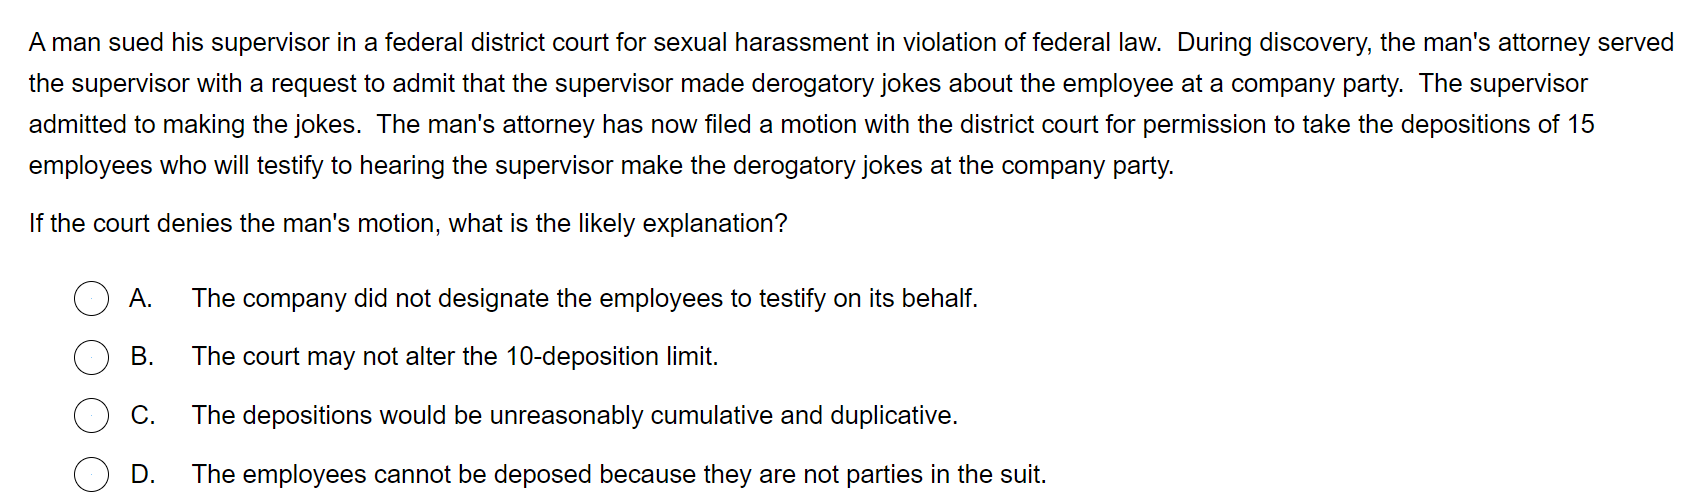 A man sued his supervisor in a federal district court for sexual harassment in violation of federal law.  During discovery, the man's attorney served
the supervisor with a request to admit that the supervisor made derogatory jokes about the employee at a company party.  The supervisor
admitted to making the jokes.  The man's attorney has now filed a motion with the district court for permission to take the depositions of 15
employees who will testify to hearing the supervisor make the derogatory jokes at the company party.
If the court denies the man's motion, what is the likely explanation?
A. The company did not designate the employees to testify on its behalf.
B. The court may not alter the 10-deposition limit.
C. The depositions would be unreasonably cumulative and duplicative.
D. The employees cannot be deposed because they are not parties in the suit.